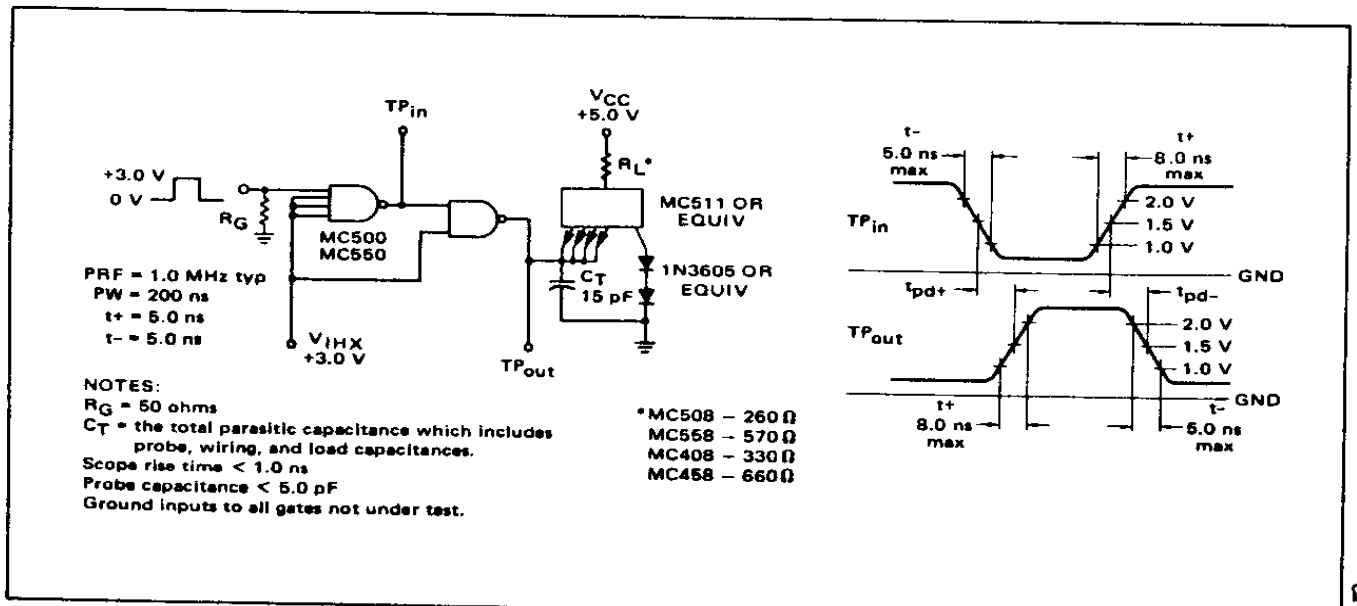 TPin
VCC
+5.0 V
RL*
+3.0 V
0 V
RG
MC500
MC550
MC511 OR
EQUIV
1N3605 OR
EQUIV
CT
15 pF
PRF = 1.0 MHz typ
PW = 200 ns
t+ = 5.0 ns
t- = 5.0 ns
VIHX
+3.0 V
TPout
NOTES:
RG = 50 ohms
CT = the total parasitic capacitance which includes
probe, wiring, and load capacitances.
Scope rise time < 1.0 ns
Probe capacitance < 5.0 pF
Ground inputs to all gates not under test.
*MC508 – 260 Ω
MC558 – 570 Ω
MC408 – 330 Ω
MC458 – 660 Ω
t-
5.0 ns
max
t+
8.0 ns
max
TPin
2.0 V
1.5 V
1.0 V
GND
tpd+
tpd-
TPout
2.0 V
1.5 V
1.0 V
GND
t+
8.0 ns
max
t-
5.0 ns
max